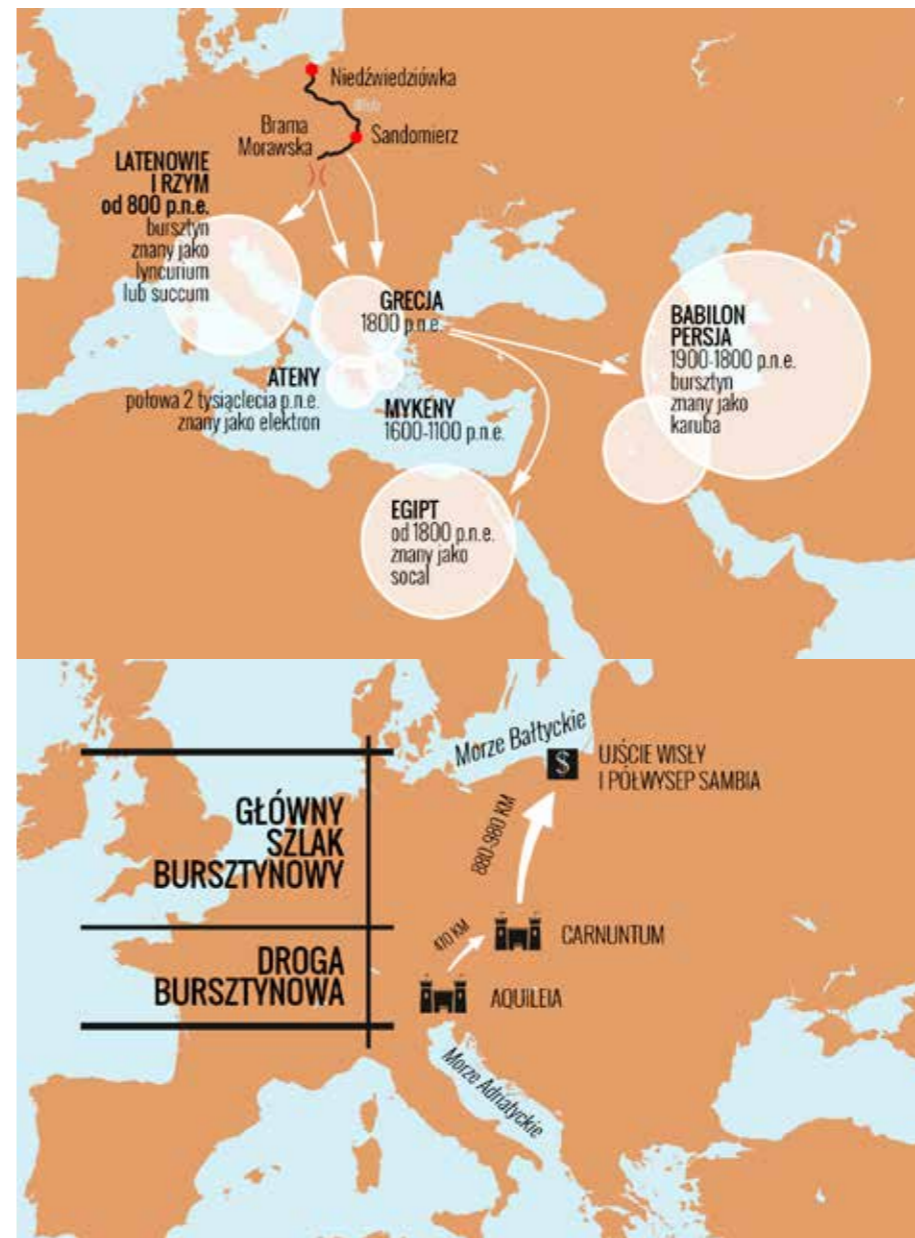 Niedźwiedziówka
Brama
Morawska
Sandomierz
LATENOWIE
I RZYM
od 800 p.n.e.
bursztyn
znany jako
lyncurium
lub succum
GRECJA
1800 p.n.e.
ATENY
połowa 2 tysiąclecia p.n.e.
znany jako elektron
MYKENY
1600-1100 p.n.e.
BABILON
PERSJA
1900-1800 p.n.e.
bursztyn
znany jako
karuba
EGIPT
od 1800 p.n.e.
znany jako
socal
Morze Bałtyckie
$
UJŚCIE WISŁY
I PÓŁWYSEP SAMBIA
880-980 KM
GŁÓWNY
SZLAK
BURSZTYNOWY
410 KM
CARNUNTUM
DROGA
BURSZTYNOWA
AQUILEIA
Morze Adriatyckie